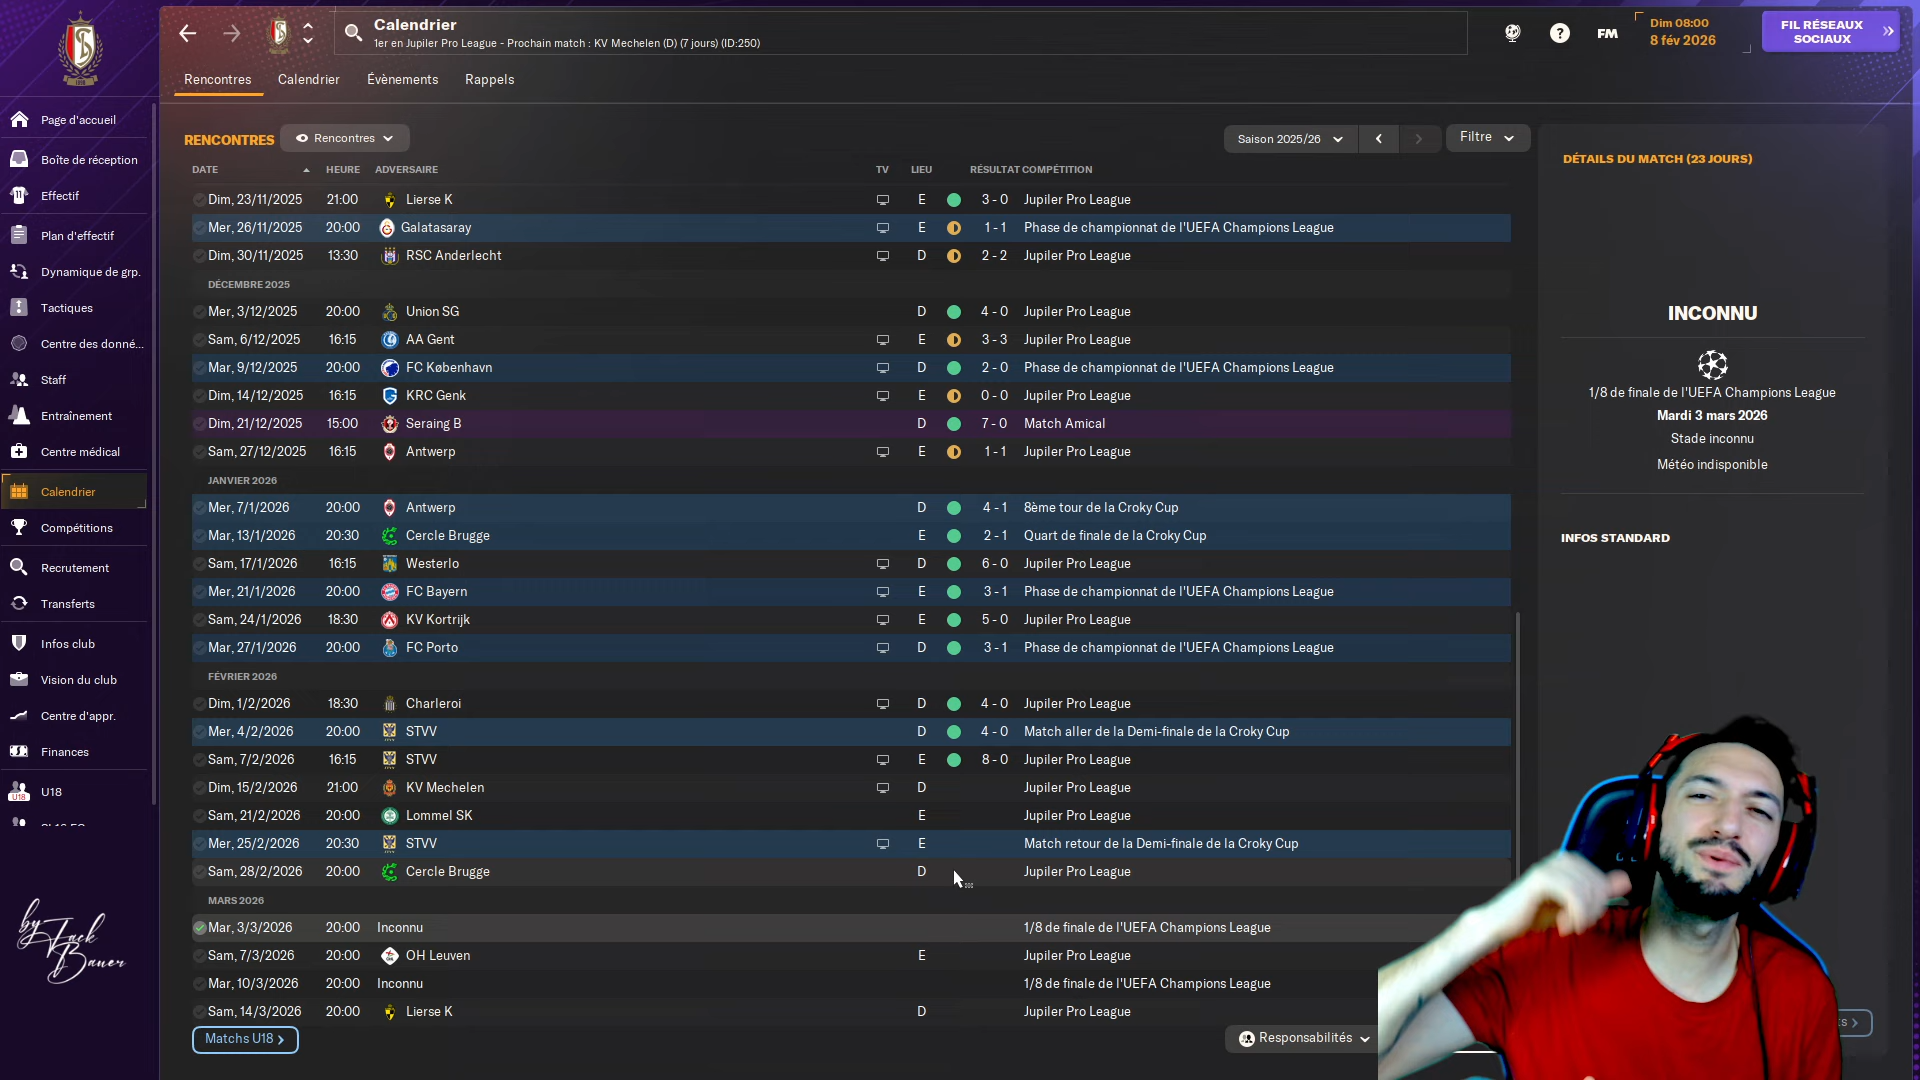 Calendrier
1er en Jupiler Pro League - Prochain match : KV Mechelen (D) (7 jours) (ID:250)
FM
Dim 08:00
8 fév 2026
FIL RÉSEAUX
SOCIAUX
Rencontres
Calendrier
Évènements
Rappels
Page d'accueil
Boîte de réception
Effectif
Plan d'effectif
Dynamique de grp.
Tactiques
Centre des donné...
Staff
Entraînement
Centre médical
Calendrier
Compétitions
Recrutement
Transferts
Infos club
Vision du club
Centre d'appr.
Finances
U18
by Jack Bauer
RENCONTRES
Rencontres
Saison 2025/26
Filtre
DATE HEURE ADVERSAIRE TV LIEU RÉSULTAT COMPÉTITION
Dim, 23/11/2025 21:00 Lierse K E 3 - 0 Jupiler Pro League
Mer, 26/11/2025 20:00 Galatasaray E 1 - 1 Phase de championnat de l'UEFA Champions League
Dim, 30/11/2025 13:30 RSC Anderlecht D 2 - 2 Jupiler Pro League
DÉCEMBRE 2025
Mer, 3/12/2025 20:00 Union SG D 4 - 0 Jupiler Pro League
Sam, 6/12/2025 16:15 AA Gent E 3 - 3 Jupiler Pro League
Mar, 9/12/2025 20:00 FC København D 2 - 0 Phase de championnat de l'UEFA Champions League
Dim, 14/12/2025 16:15 KRC Genk E 0 - 0 Jupiler Pro League
Dim, 21/12/2025 15:00 Seraing B D 7 - 0 Match Amical
Sam, 27/12/2025 16:15 Antwerp E 1 - 1 Jupiler Pro League
JANVIER 2026
Mer, 7/1/2026 20:00 Antwerp D 4 - 1 8ème tour de la Croky Cup
Mar, 13/1/2026 20:30 Cercle Brugge E 2 - 1 Quart de finale de la Croky Cup
Sam, 17/1/2026 16:15 Westerlo D 6 - 0 Jupiler Pro League
Mer, 21/1/2026 20:00 FC Bayern E 3 - 1 Phase de championnat de l'UEFA Champions League
Sam, 24/1/2026 18:30 KV Kortrijk E 5 - 0 Jupiler Pro League
Mar, 27/1/2026 20:00 FC Porto D 3 - 1 Phase de championnat de l'UEFA Champions League
FÉVRIER 2026
Dim, 1/2/2026 18:30 Charleroi D 4 - 0 Jupiler Pro League
Mer, 4/2/2026 20:00 STVV D 4 - 0 Match aller de la Demi-finale de la Croky Cup
Sam, 7/2/2026 16:15 STVV E 8 - 0 Jupiler Pro League
Dim, 15/2/2026 21:00 KV Mechelen D Jupiler Pro League
Sam, 21/2/2026 20:00 Lommel SK E Jupiler Pro League
Mer, 25/2/2026 20:30 STVV E Match retour de la Demi-finale de la Croky Cup
Sam, 28/2/2026 20:00 Cercle Brugge D Jupiler Pro League
MARS 2026
Mar, 3/3/2026 20:00 Inconnu 1/8 de finale de l'UEFA Champions League
Sam, 7/3/2026 20:00 OH Leuven E Jupiler Pro League
Mar, 10/3/2026 20:00 Inconnu 1/8 de finale de l'UEFA Champions League
Sam, 14/3/2026 20:00 Lierse K D Jupiler Pro League
Matchs U18
Responsabilités
DÉTAILS DU MATCH (23 JOURS)
INCONNU
1/8 de finale de l'UEFA Champions League
Mardi 3 mars 2026
Stade inconnu
Météo indisponible
INFOS STANDARD